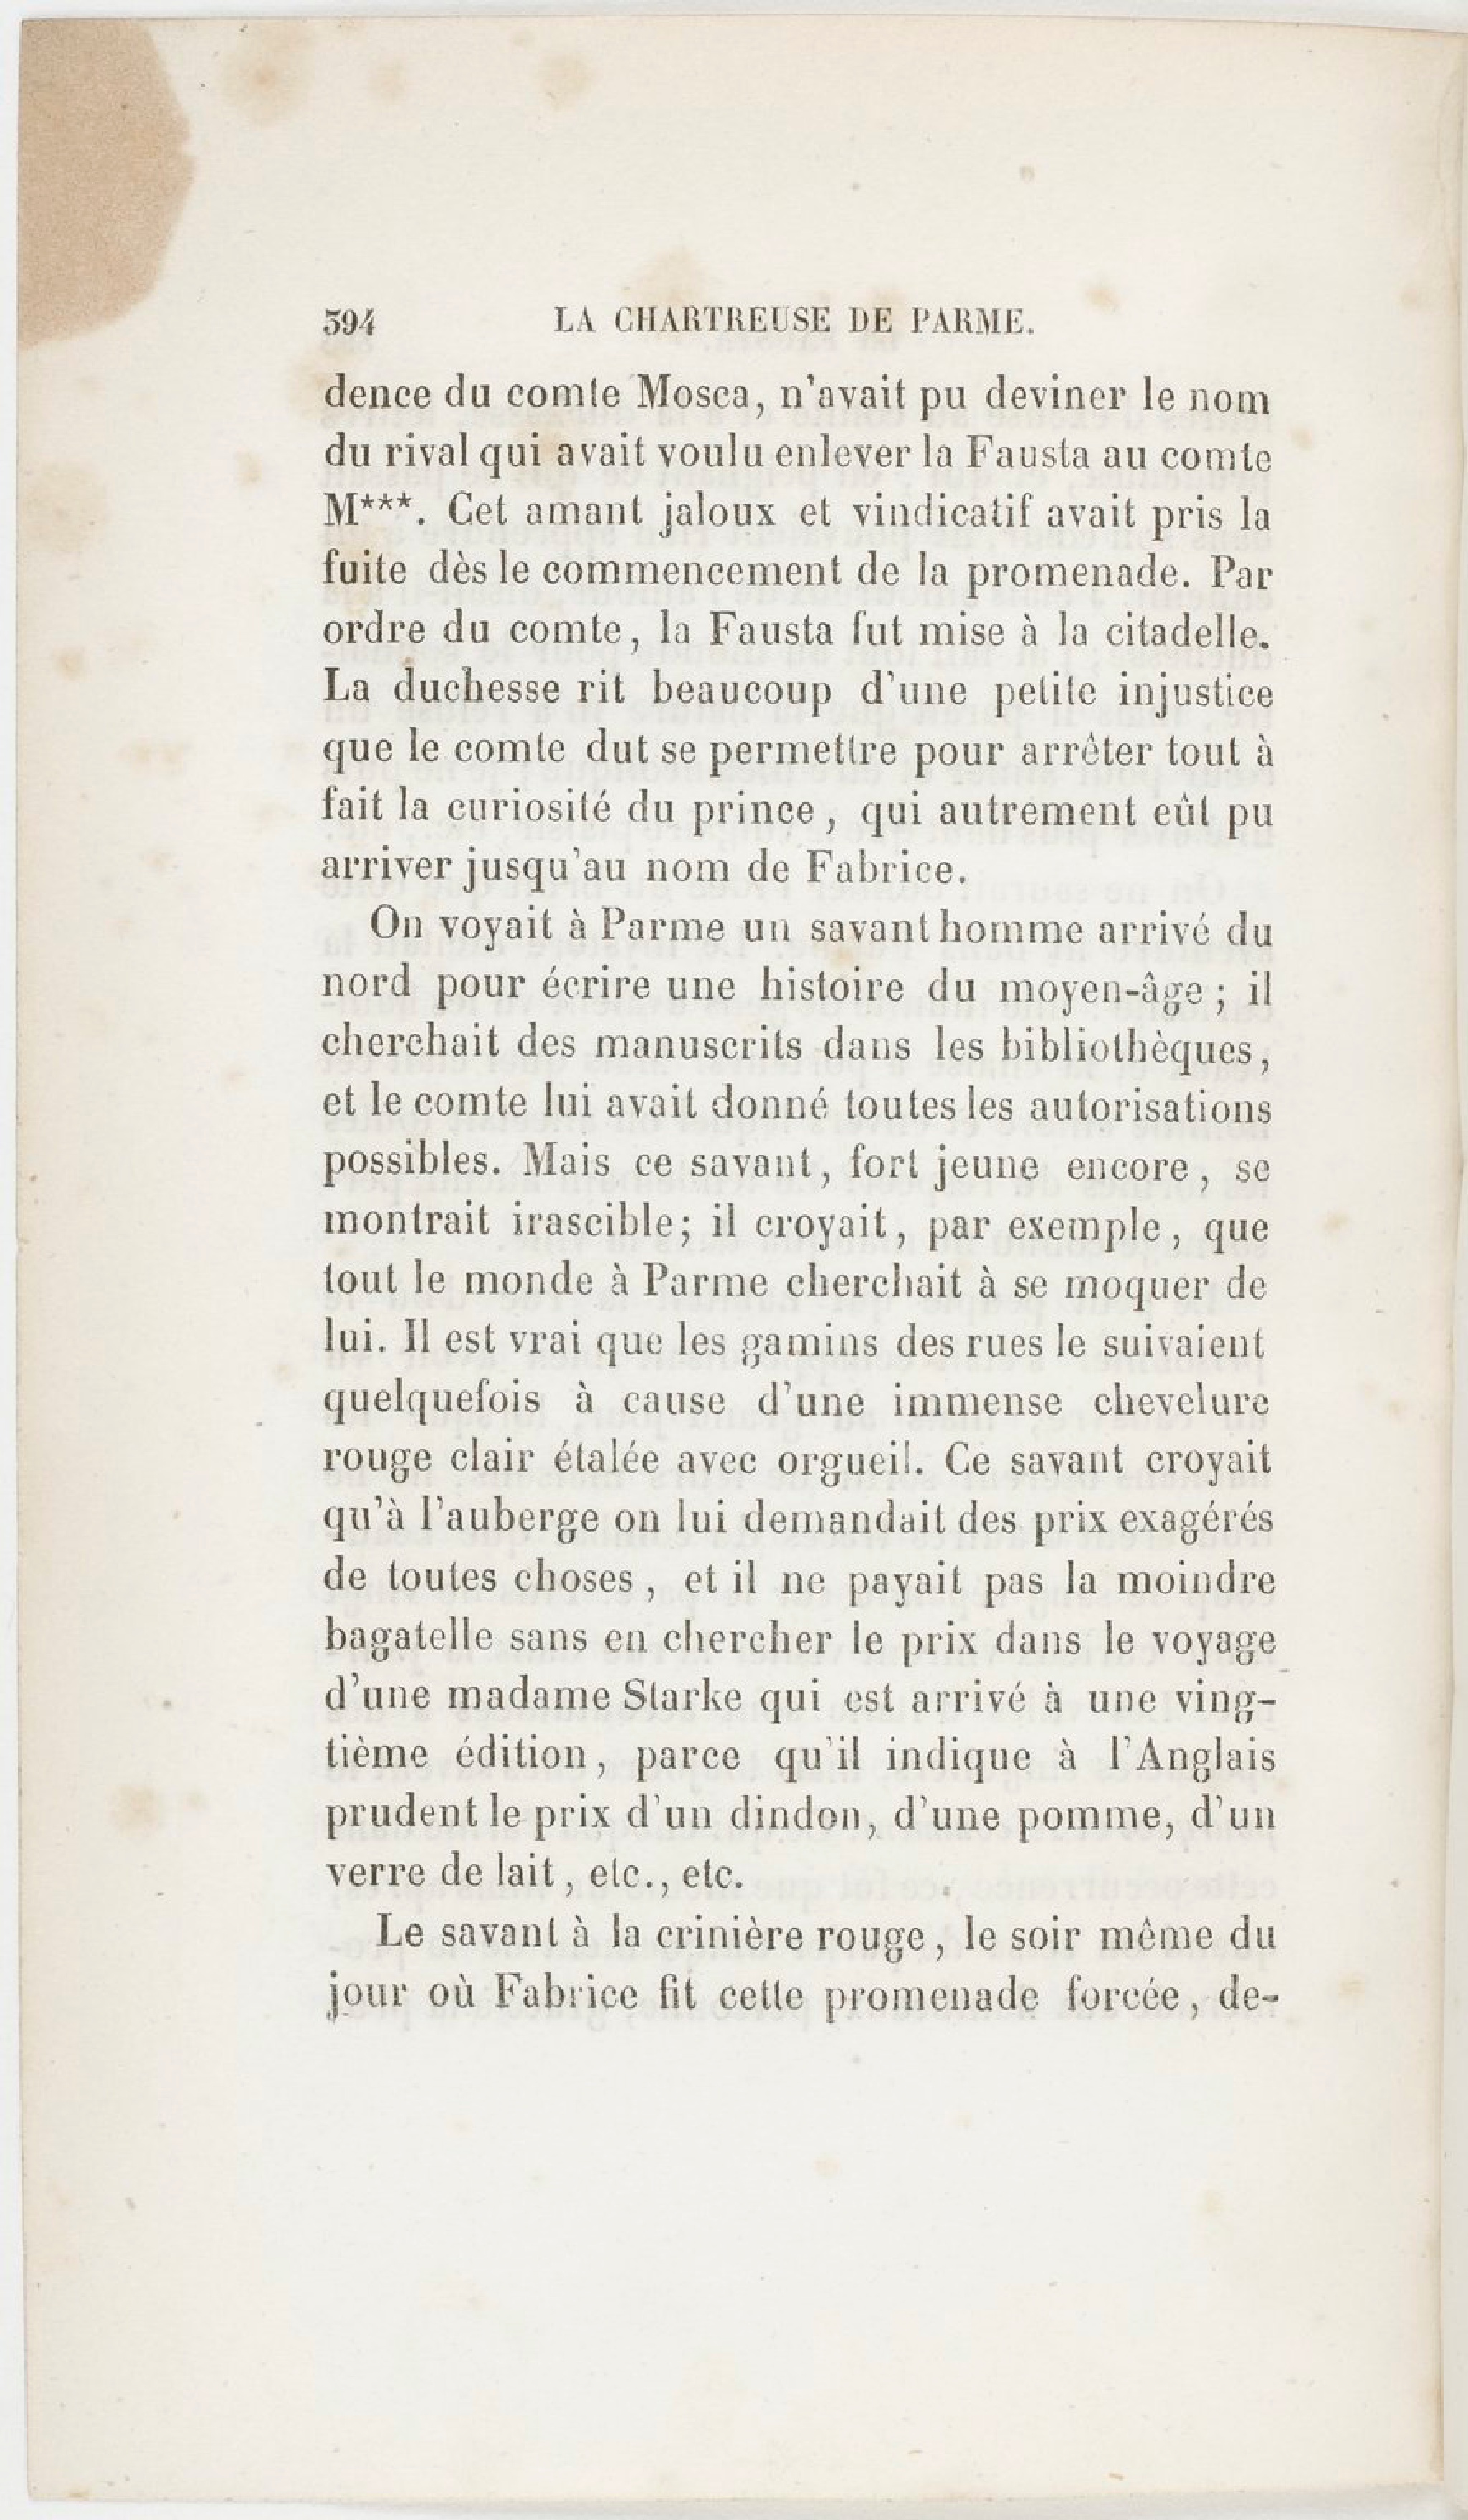 394 LA CHARTREUSE DE PARME.
dence du comte Mosca, n'avait pu deviner le nom
du rival qui avait voulu enlever la Fausta au comte
M***. Cet amant jaloux et vindicatif avait pris la
fuite dès le commencement de la promenade. Par
ordre du comte, la Fausta fut mise à la citadelle.
La duchesse rit beaucoup d'une petite injustice
que le comte dut se permettre pour arrêter tout à
fait la curiosité du prince, qui autrement eût pu
arriver jusqu'au nom de Fabrice.
On voyait à Parme un savant homme arrivé du
nord pour écrire une histoire du moyen-âge; il
cherchait des manuscrits dans les bibliothèques,
et le comte lui avait donné toutes les autorisations
possibles. Mais ce savant, fort jeune encore, se
montrait irascible; il croyait, par exemple, que
tout le monde à Parme cherchait à se moquer de
lui. Il est vrai que les gamins des rues le suivaient
quelquefois à cause d'une immense chevelure
rouge clair étalée avec orgueil. Ce savant croyait
qu'à l'auberge on lui demandait des prix exagérés
de toutes choses, et il ne payait pas la moindre
bagatelle sans en chercher le prix dans le voyage
d'une madame Starke qui est arrivé à une ving-
tième édition, parce qu'il indique à l'Anglais
prudent le prix d'un dindon, d'une pomme, d'un
verre de lait, etc., etc.
Le savant à la crinière rouge, le soir même du
jour où Fabrice fit cette promenade forcée, de-